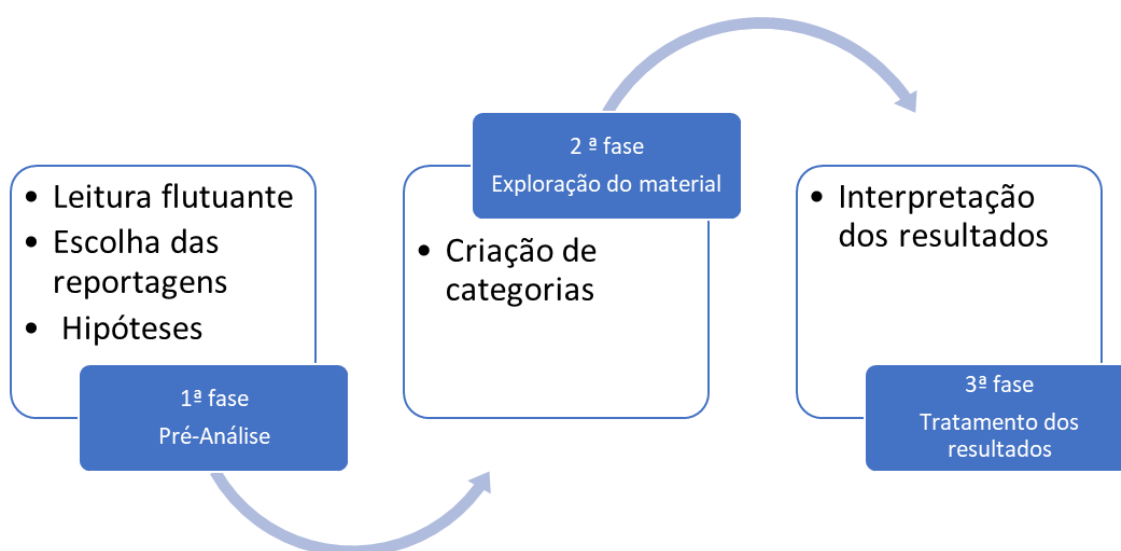 • Leitura flutuante
• Escolha das
reportagens
• Hipóteses
1ª fase
Pré-Análise
2 ª fase
Exploração do material
• Criação de
categorias
• Interpretação
dos resultados
3ª fase
Tratamento dos
resultados